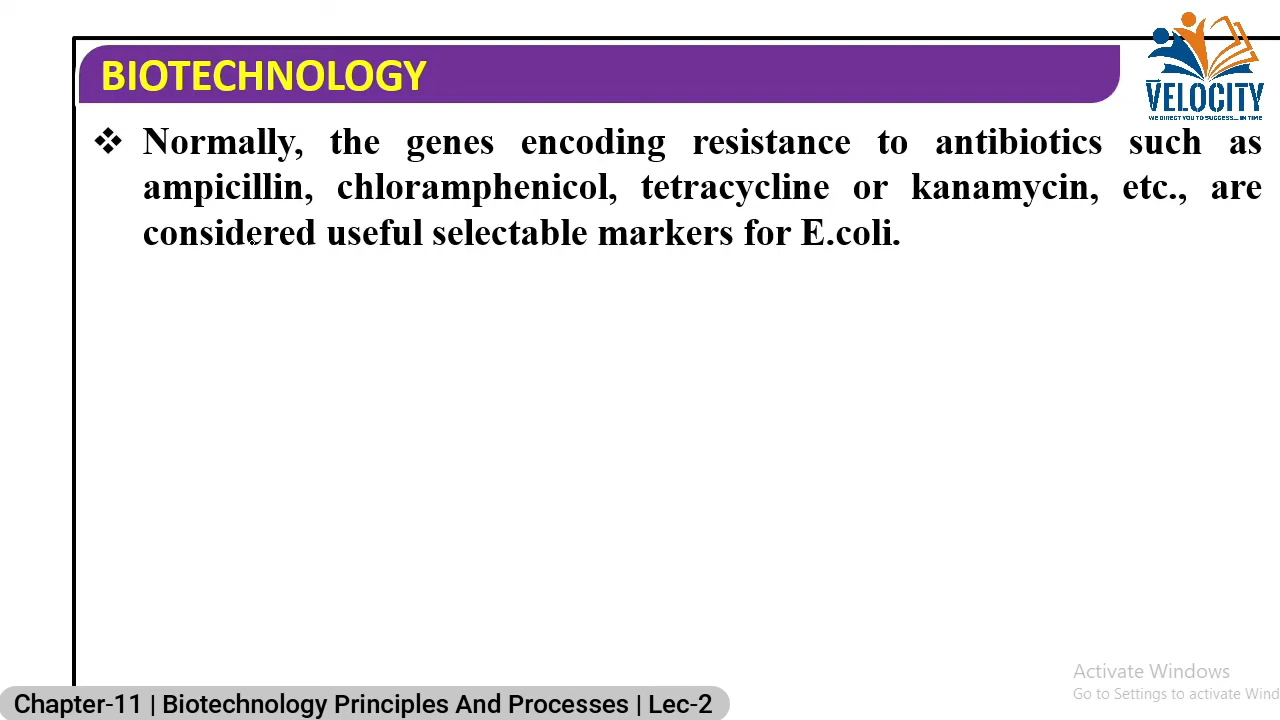 BIOTECHNOLOGY
VELOCITY
WE DIRECT YOU TO SUCCESS... IN TIME
❖ Normally, the genes encoding resistance to antibiotics such as
ampicillin, chloramphenicol, tetracycline or kanamycin, etc., are
considered useful selectable markers for E.coli.
Activate Windows
Go to Settings to activate Wind
Chapter-11 | Biotechnology Principles And Processes | Lec-2